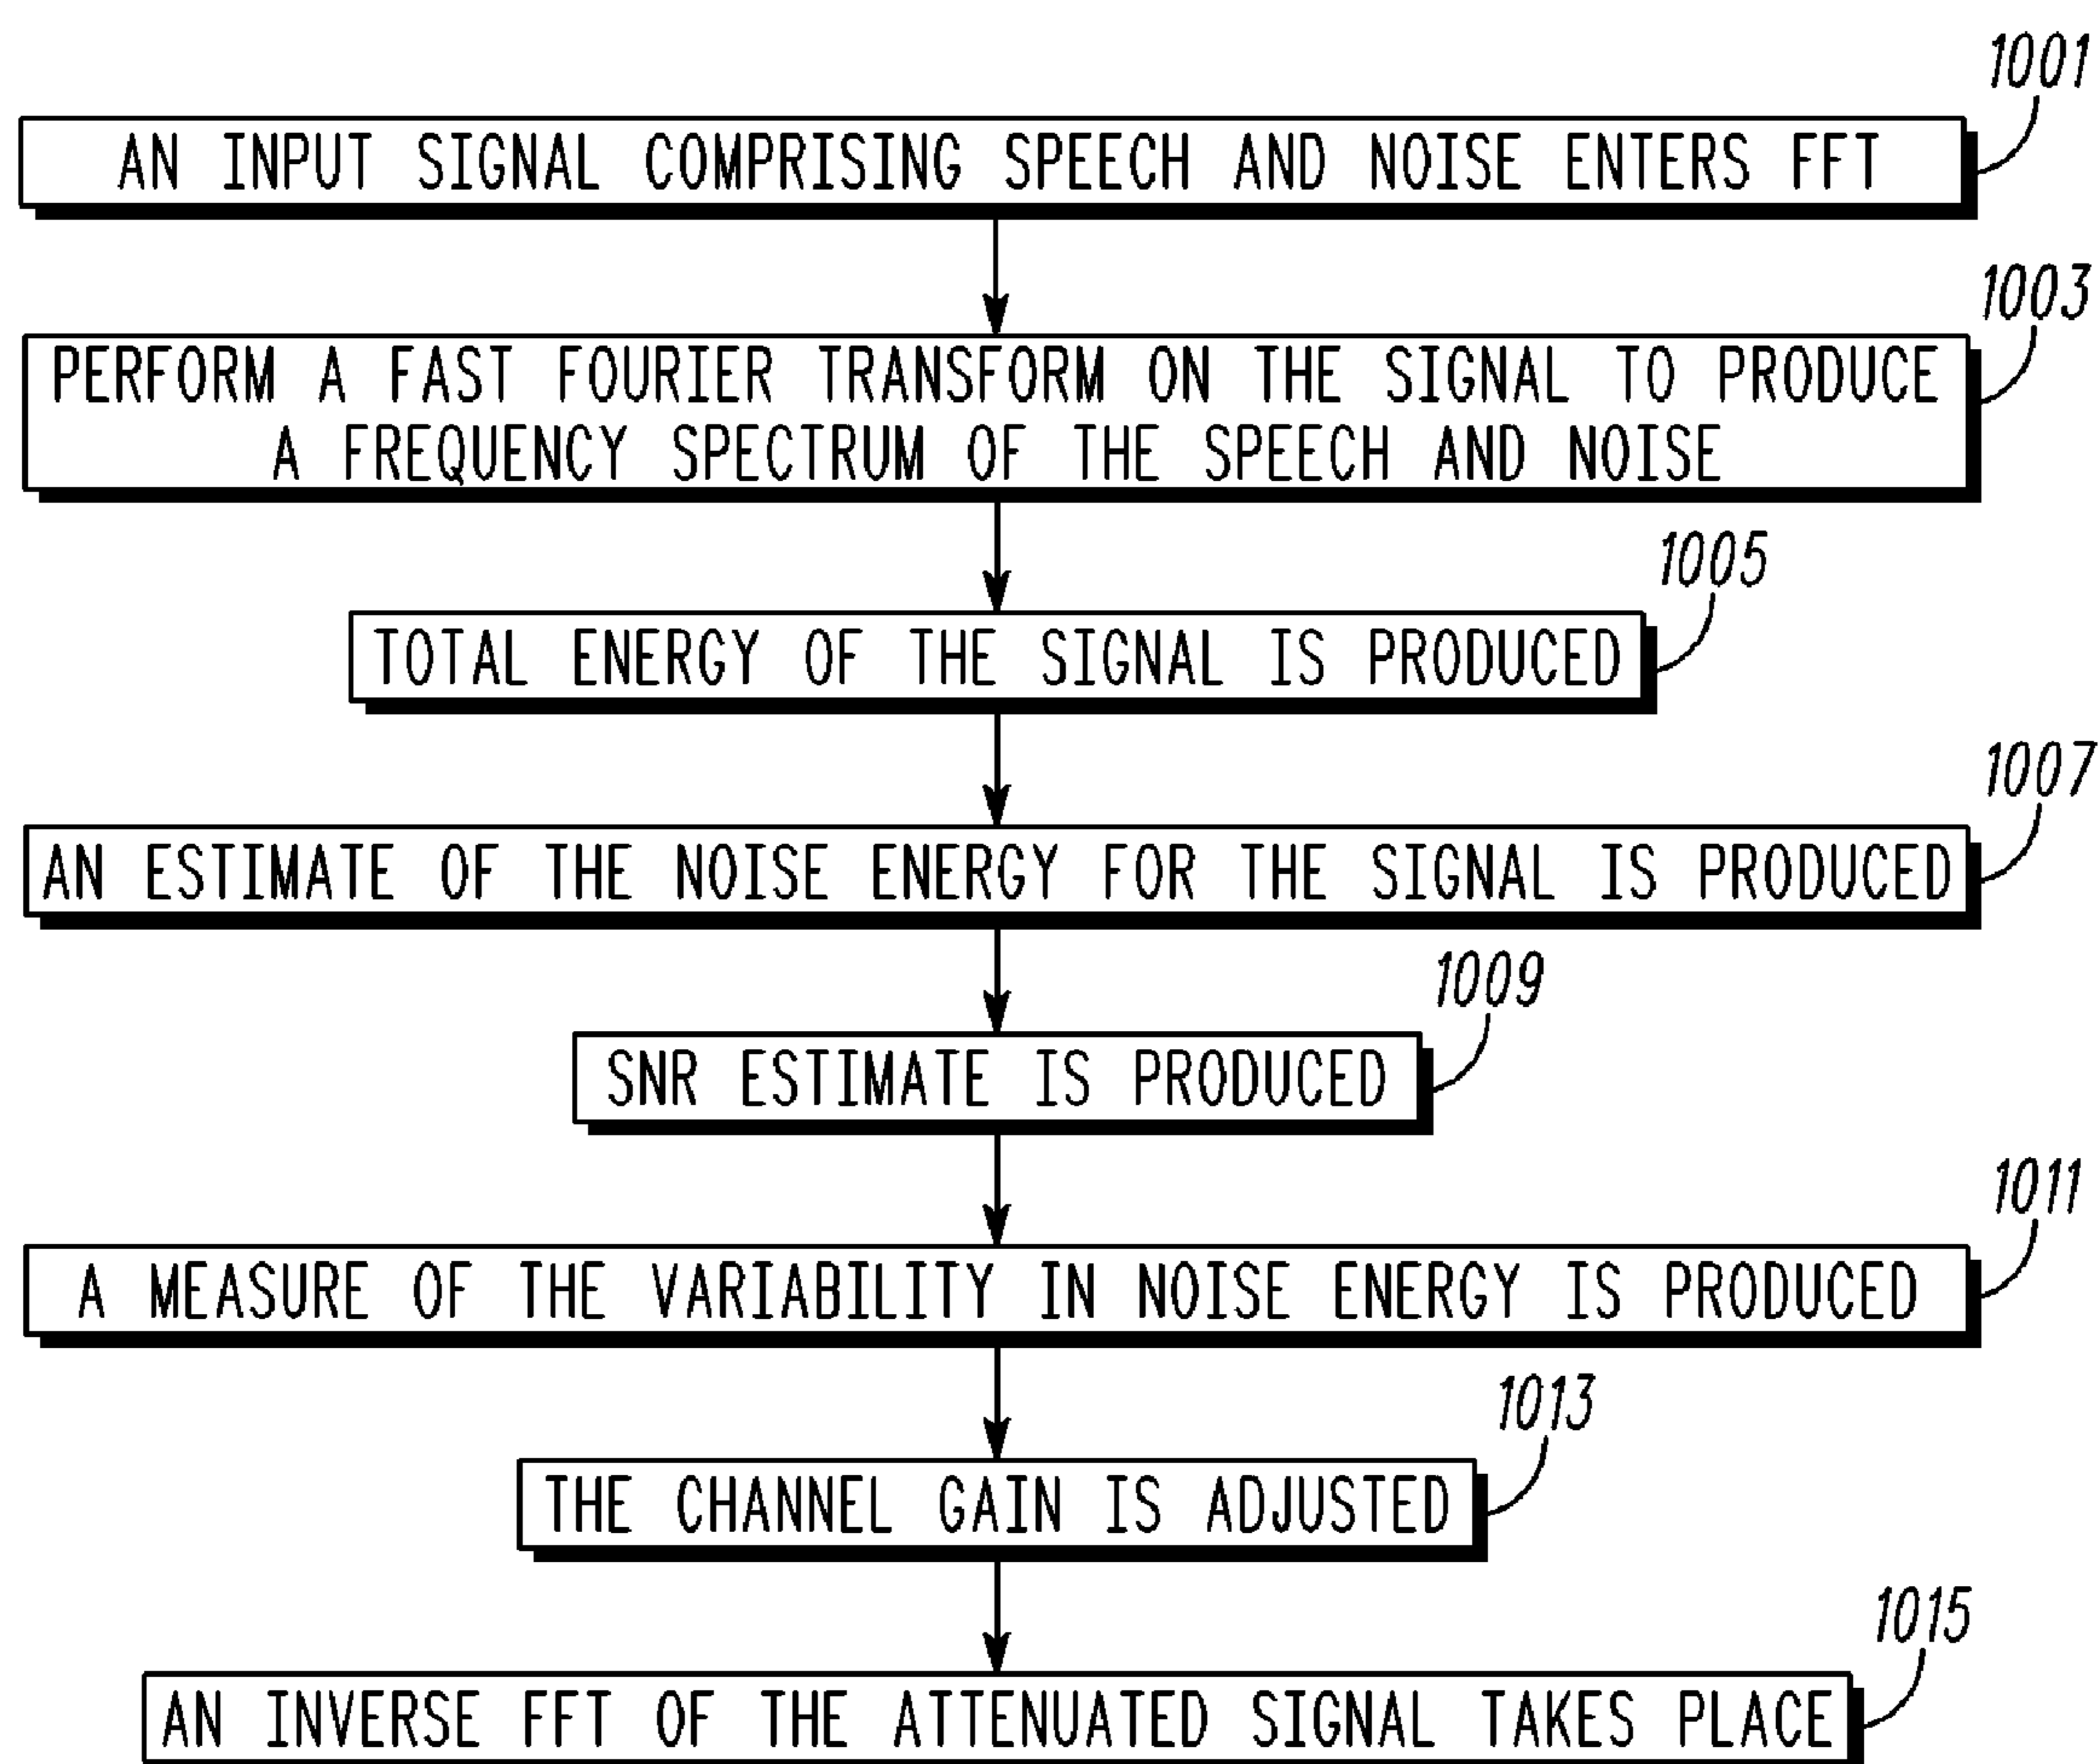 1001
AN INPUT SIGNAL COMPRISING SPEECH AND NOISE ENTERS FFT
1003
PERFORM A FAST FOURIER TRANSFORM ON THE SIGNAL TO PRODUCE
A FREQUENCY SPECTRUM OF THE SPEECH AND NOISE
1005
TOTAL ENERGY OF THE SIGNAL IS PRODUCED
1007
AN ESTIMATE OF THE NOISE ENERGY FOR THE SIGNAL IS PRODUCED
1009
SNR ESTIMATE IS PRODUCED
1011
A MEASURE OF THE VARIABILITY IN NOISE ENERGY IS PRODUCED
1013
THE CHANNEL GAIN IS ADJUSTED
1015
AN INVERSE FFT OF THE ATTENUATED SIGNAL TAKES PLACE